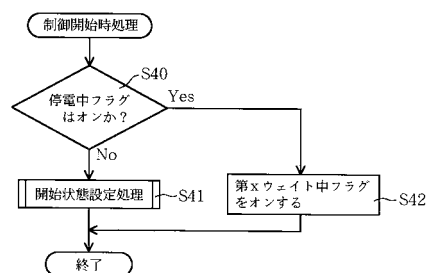 制御開始時処理
S40
停電中フラグ
はオンか?
Yes
No
開始状態設定処理
S41
第xウェイト中フラグ
をオンする
S42
終了